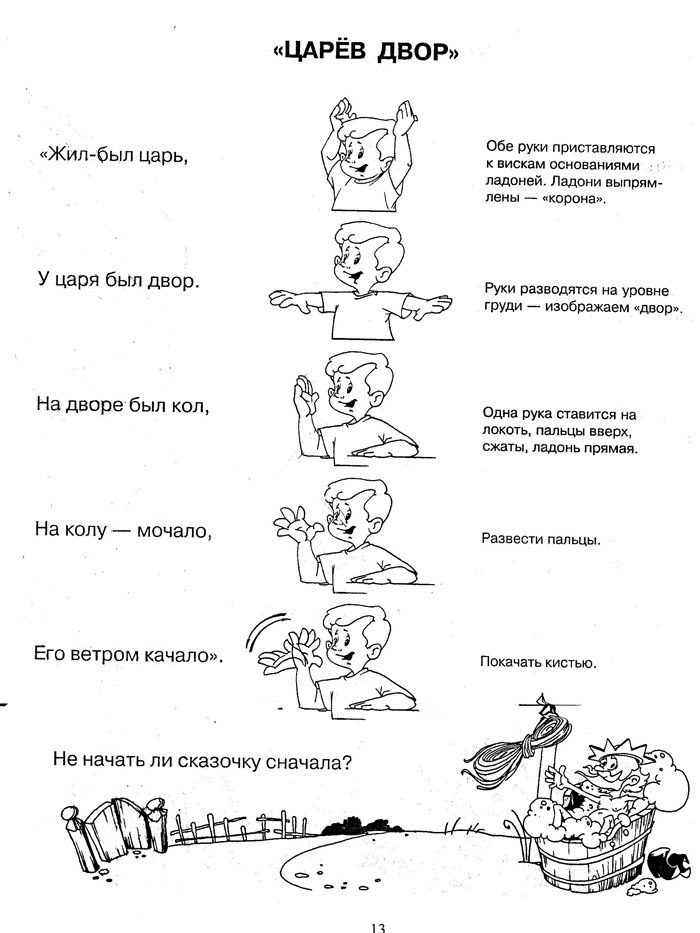 «ЦАРЁВ ДВОР»
«Жил-был царь,
Обе руки приставляются
к вискам основаниями
ладоней. Ладони выпрям-
лены — «корона».
У царя был двор.
Руки разводятся на уровне
груди — изображаем «двор».
На дворе был кол,
Одна рука ставится на
локоть, пальцы вверх,
сжаты, ладонь прямая.
На колу — мочало,
Развести пальцы.
Его ветром качало».
Покачать кистью.
Не начать ли сказочку сначала?
13